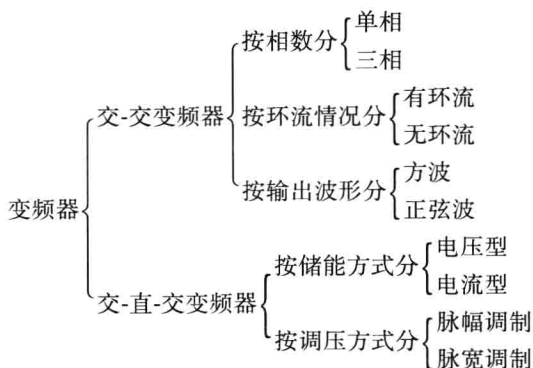 变频器
交-交变频器
按相数分
单相
三相
按环流情况分
有环流
无环流
按输出波形分
方波
正弦波
交-直-交变频器
按储能方式分
电压型
电流型
按调压方式分
脉幅调制
脉宽调制